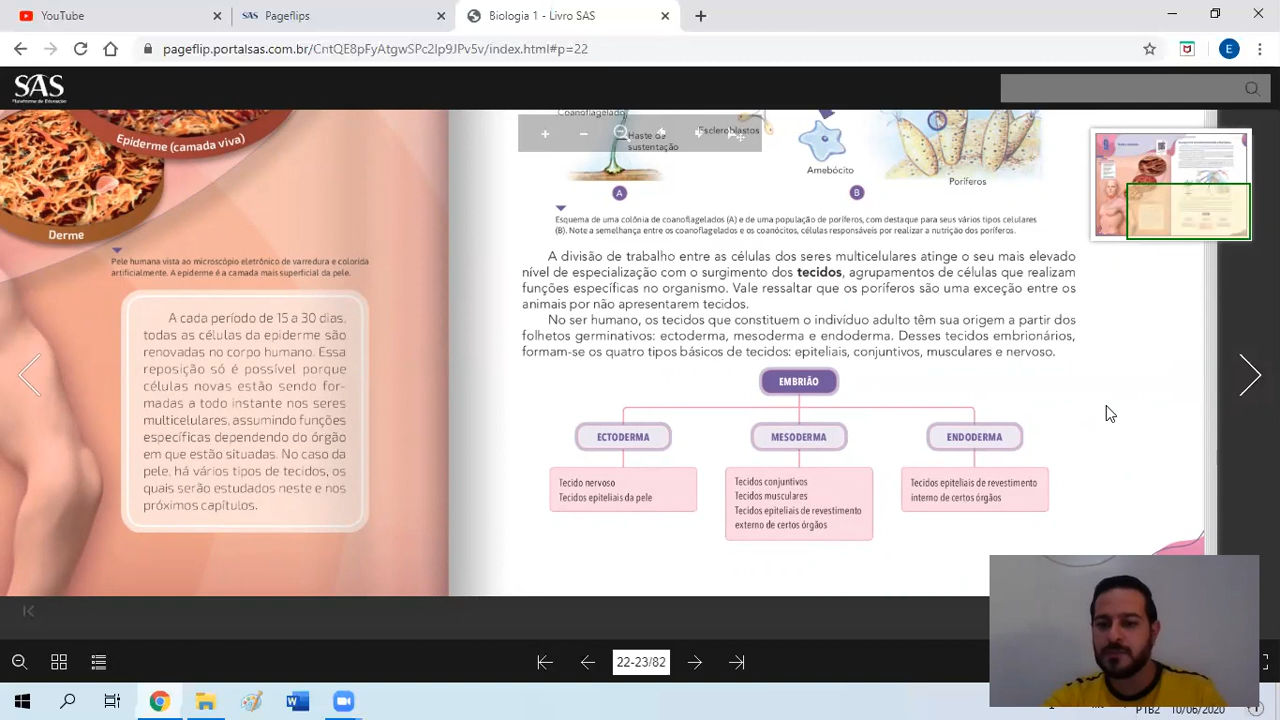 YouTube
SAS Pageflips
Biologia 1 - Livro SAS
pageflip.portalsas.com.br/CntQE8pFyAtgwSPc2Ip9JPv5v/index.html#p=22
E
SAS
Plataforma de Educação
Epiderme (camada viva)
Derme
Pele humana vista ao microscópio eletrônico de varredura e colorida
artificialmente. A epiderme é a camada mais superficial da pele.
A cada período de 15 a 30 dias,
todas as células da epiderme são
renovadas no corpo humano. Essa
reposição só é possível porque
células novas estão sendo for-
madas a todo instante nos seres
multicelulares, assumindo funções
específicas dependendo do órgão
em que estão situadas. No caso da
pele, há vários tipos de tecidos, os
quais serão estudados neste e nos
próximos capítulos.
Coanoflagelado
Haste de
sustentação
Escleroblastos
Amebócito
Poríferos
A
B
Esquema de uma colônia de coanoflagelados (A) e de uma população de poríferos, com destaque para seus vários tipos celulares
(B). Note a semelhança entre os coanoflagelados e os coanócitos, células responsáveis por realizar a nutrição dos poríferos.
A divisão de trabalho entre as células dos seres multicelulares atinge o seu mais elevado
nível de especialização com o surgimento dos tecidos, agrupamentos de células que realizam
funções específicas no organismo. Vale ressaltar que os poríferos são uma exceção entre os
animais por não apresentarem tecidos.
No ser humano, os tecidos que constituem o indivíduo adulto têm sua origem a partir dos
folhetos germinativos: ectoderma, mesoderma e endoderma. Desses tecidos embrionários,
formam-se os quatro tipos básicos de tecidos: epiteliais, conjuntivos, musculares e nervoso.
EMBRIÃO
ECTODERMA
MESODERMA
ENDODERMA
Tecido nervoso
Tecidos epiteliais da pele
Tecidos conjuntivos
Tecidos musculares
Tecidos epiteliais de revestimento
externo de certos órgãos
Tecidos epiteliais de revestimento
interno de certos órgãos
22-23/82
PTB2
10/06/2020